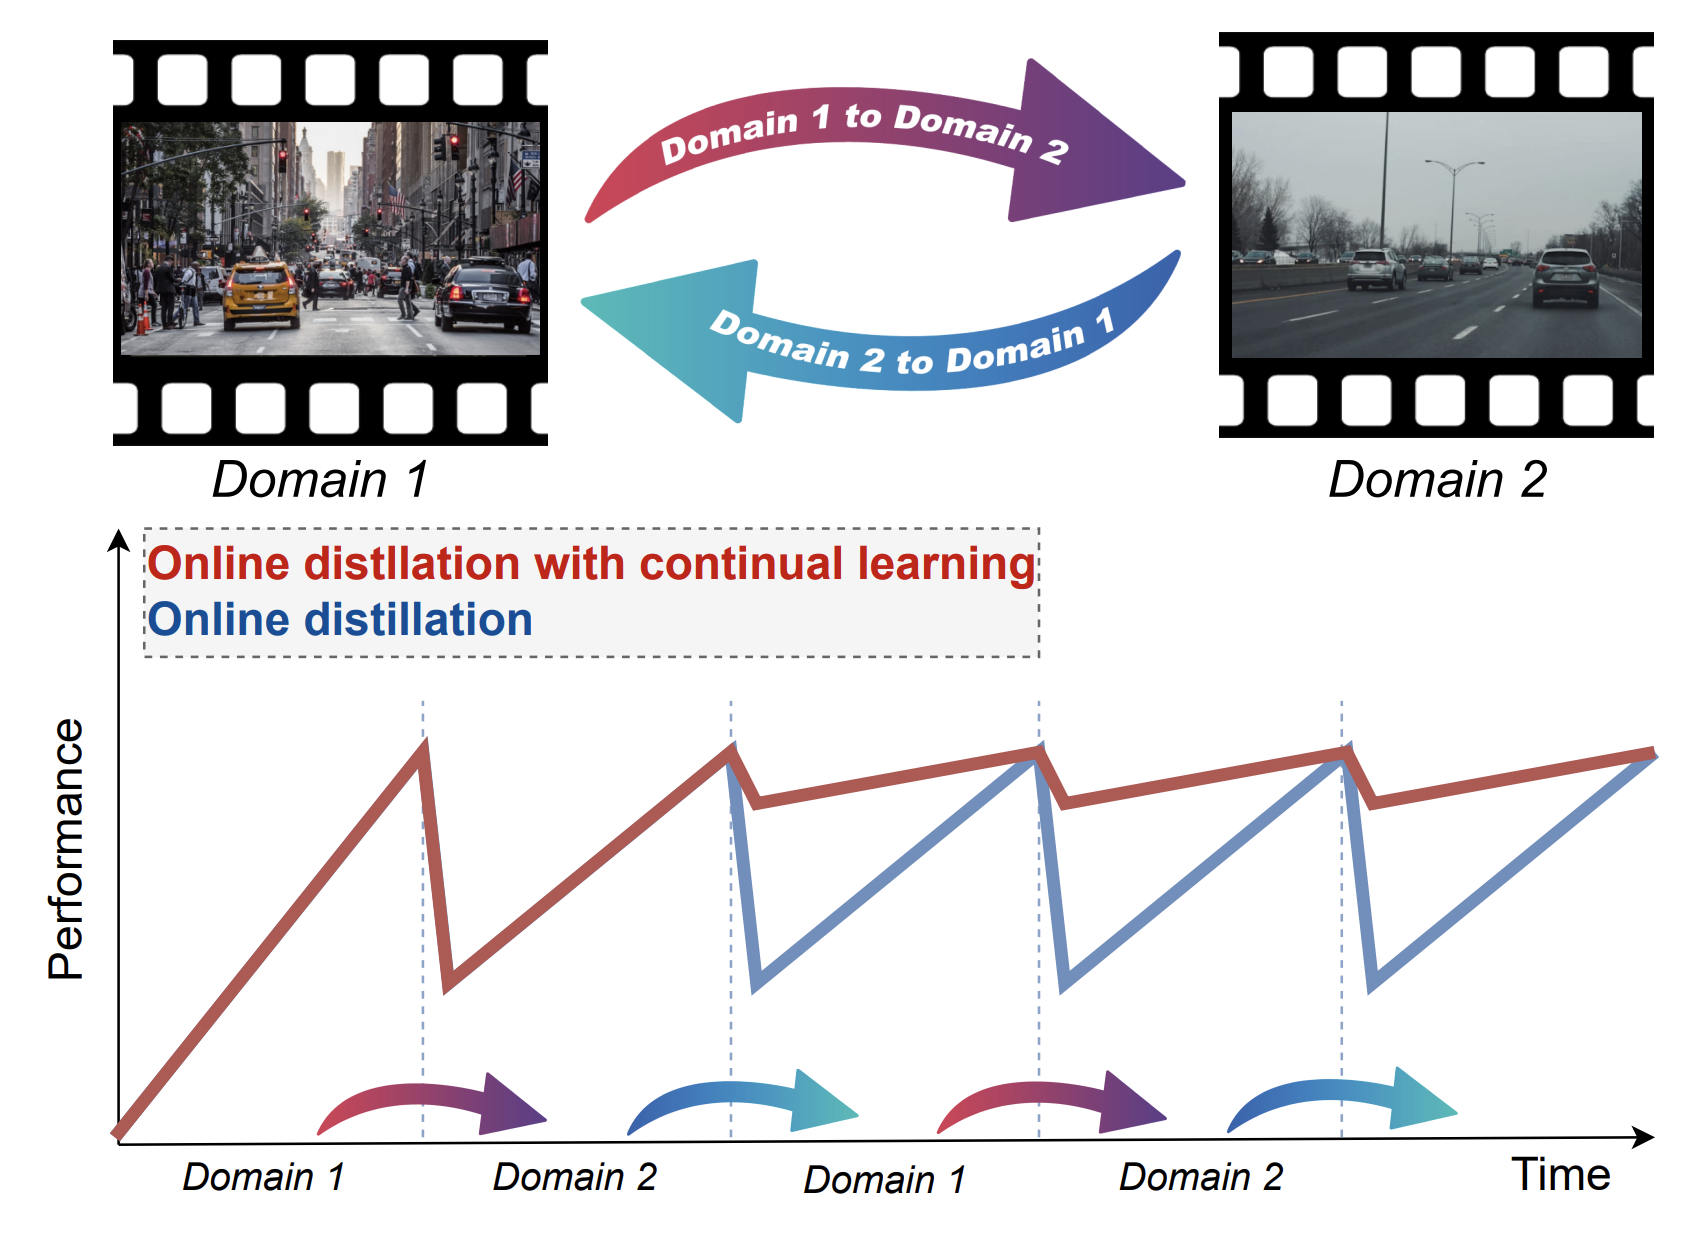 Domain 1 to Domain 2
Domain 2 to Domain 1
Domain 1
Domain 2
Online distllation with continual learning
Online distillation
Performance
Domain 1
Domain 2
Domain 1
Domain 2
Time